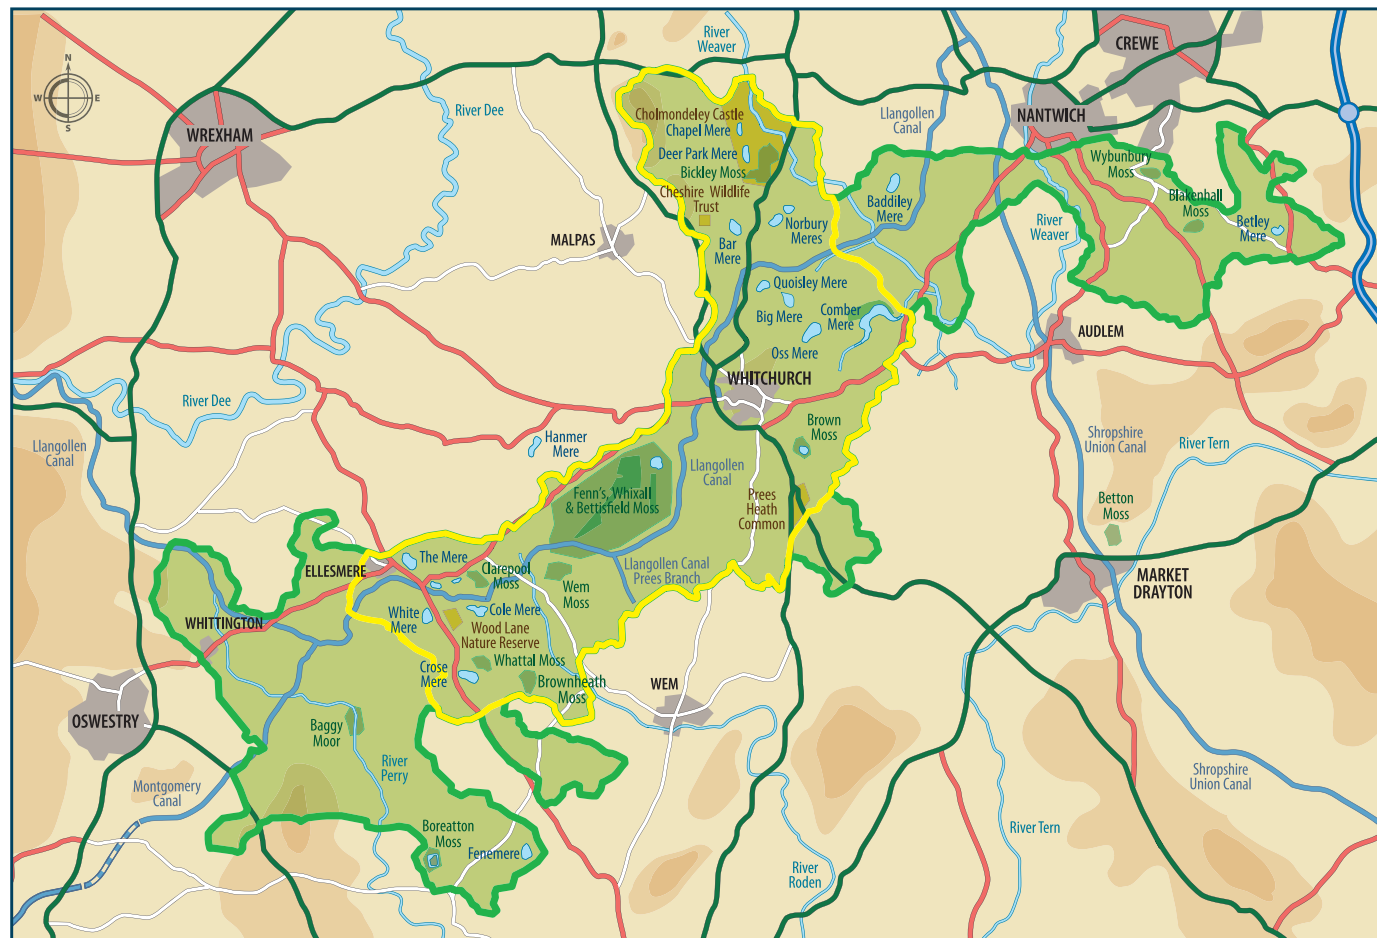 N
W
E
S
WREXHAM
River Dee
River
Weaver
CREWE
NANTWICH
Llangollen
Canal
Cholmondeley Castle
Chapel Mere
Deer Park Mere
Bickley Moss
Cheshire Wildlife
Trust
Wybunbury
Moss
Blakenhall
Moss
Betley
Mere
Baddiley
Mere
River
Weaver
Norbury
Meres
Bar
Mere
MALPAS
Quoisley Mere
Big Mere
Comber
Mere
Oss Mere
AUDLEM
WHITCHURCH
River Dee
Llangollen
Canal
Hanmer
Mere
Brown
Moss
Shropshire
Union Canal
River Tern
Llangollen
Canal
Fenn's, Whixall
& Bettisfield Moss
Prees
Heath
Common
Betton
Moss
ELLESMERE
The Mere
Clarepool
Moss
Wem
Moss
Llangollen Canal
Prees Branch
MARKET
DRAYTON
WHITTINGTON
White
Mere
Cole Mere
Wood Lane
Nature Reserve
Whattal Moss
Crose
Mere
Brownheath
Moss
WEM
OSWESTRY
Baggy
Moor
River
Perry
Montgomery
Canal
Shropshire
Union Canal
Boreatton
Moss
Fenemere
River Tern
River
Roden